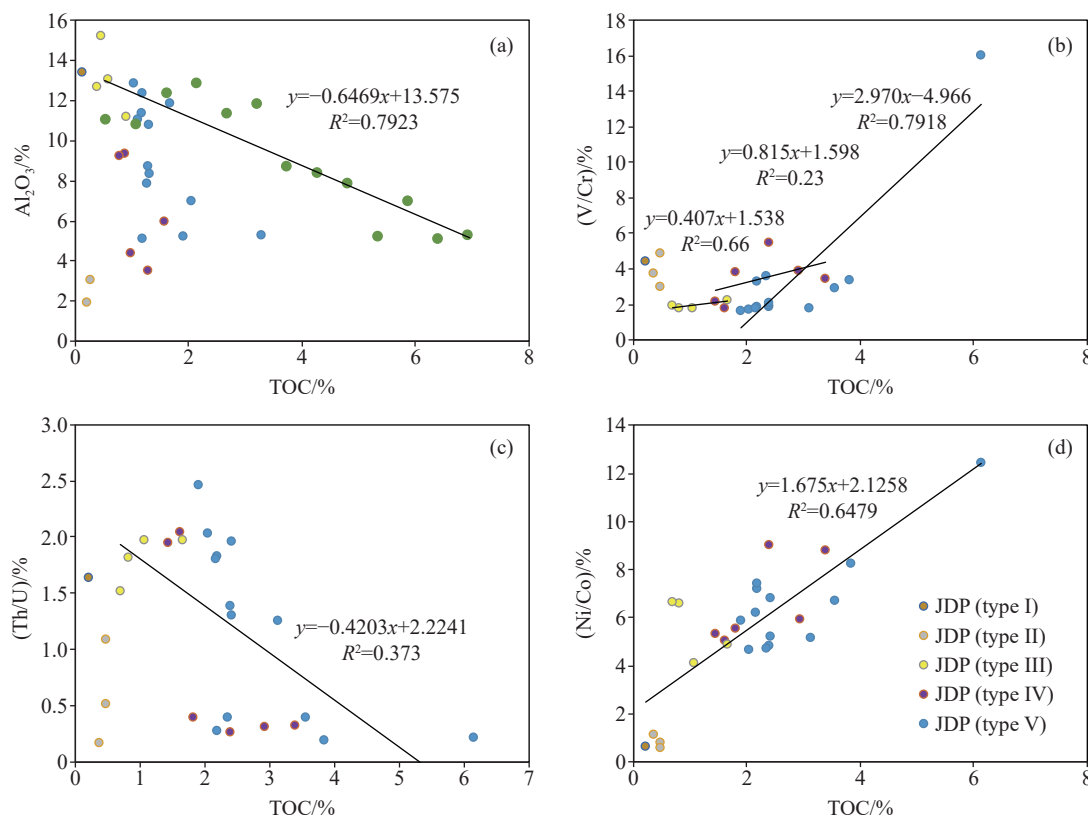 16
14
12
10
8
6
4
2
0
Al₂O₃/%
(a)
y=−0.6469x+13.575
R²=0.7923
0 2 4 6 7 8
TOC/%
18
16
14
12
10
8
6
4
2
0
(V/Cr)/%
(b)
y=2.970x−4.966
R²=0.7918
y=0.815x+1.598
R²=0.23
y=0.407x+1.538
R²=0.66
0 2 4 6 8
TOC/%
3.0
2.5
2.0
1.5
1.0
0.5
0
(Th/U)/%
(c)
y=−0.4203x+2.2241
R²=0.373
0 1 2 3 4 5 6 7
TOC/%
14
12
10
8
6
4
2
0
(Ni/Co)/%
(d)
y=1.675x+2.1258
R²=0.6479
JDP (type I)
JDP (type II)
JDP (type III)
JDP (type IV)
JDP (type V)
0 2 4 6 8
TOC/%